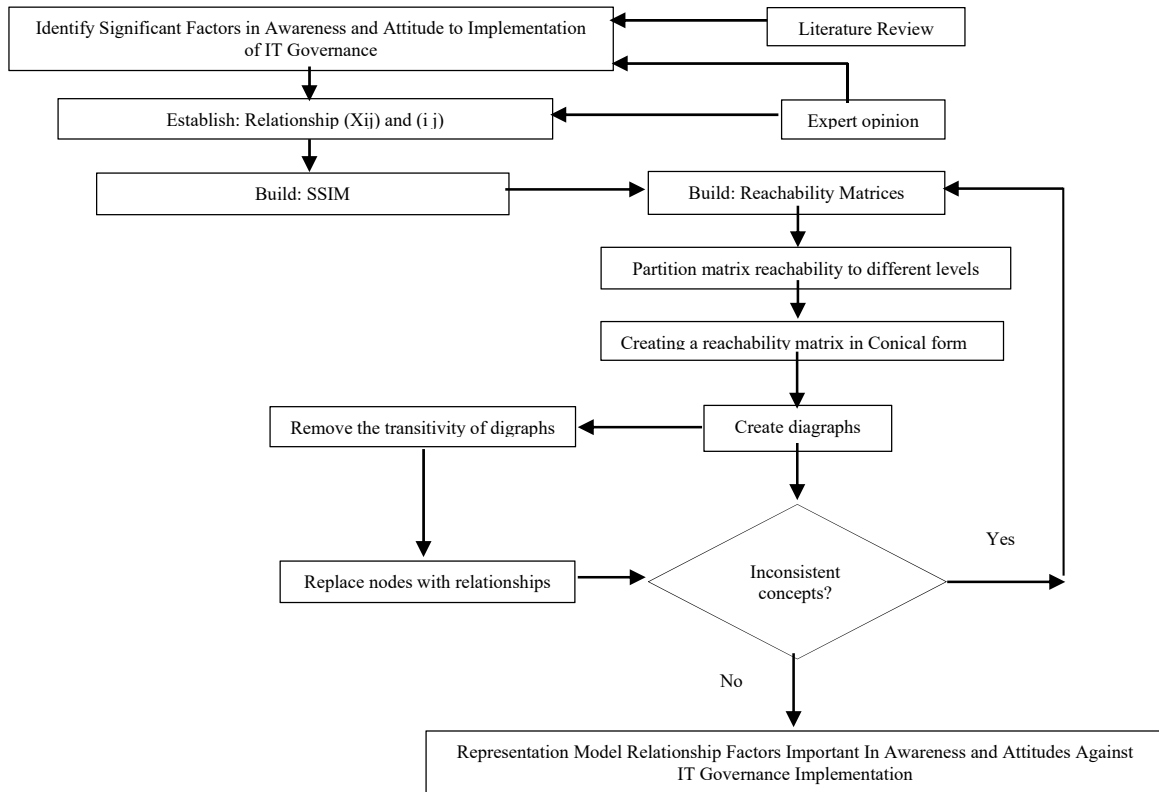 Identify Significant Factors in Awareness and Attitude to Implementation
of IT Governance
Literature Review
Establish: Relationship (Xij) and (i j)
Expert opinion
Build: SSIM
Build: Reachability Matrices
Partition matrix reachability to different levels
Creating a reachability matrix in Conical form
Remove the transitivity of digraphs
Create diagraphs
Yes
Replace nodes with relationships
Inconsistent
concepts?
No
Representation Model Relationship Factors Important In Awareness and Attitudes Against
IT Governance Implementation